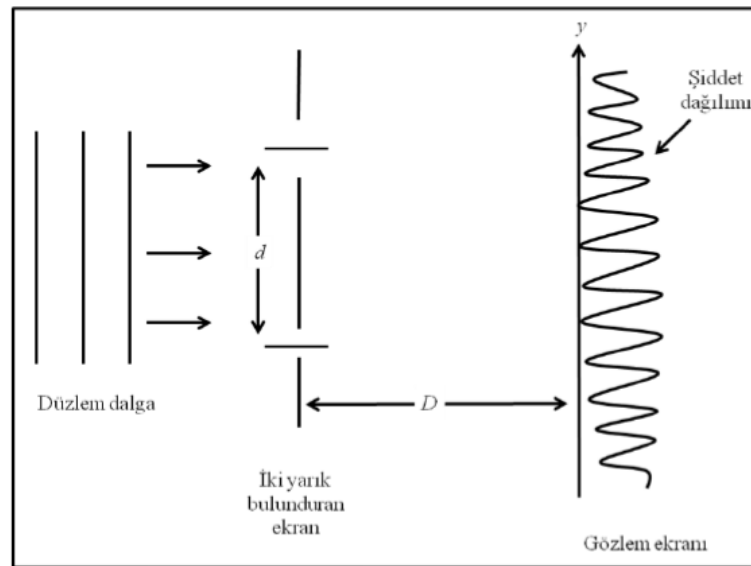 y
Şiddet
dağılımı
d
Düzlem dalga
D
İki yarık
bulunduran
ekran
Gözlem ekranı